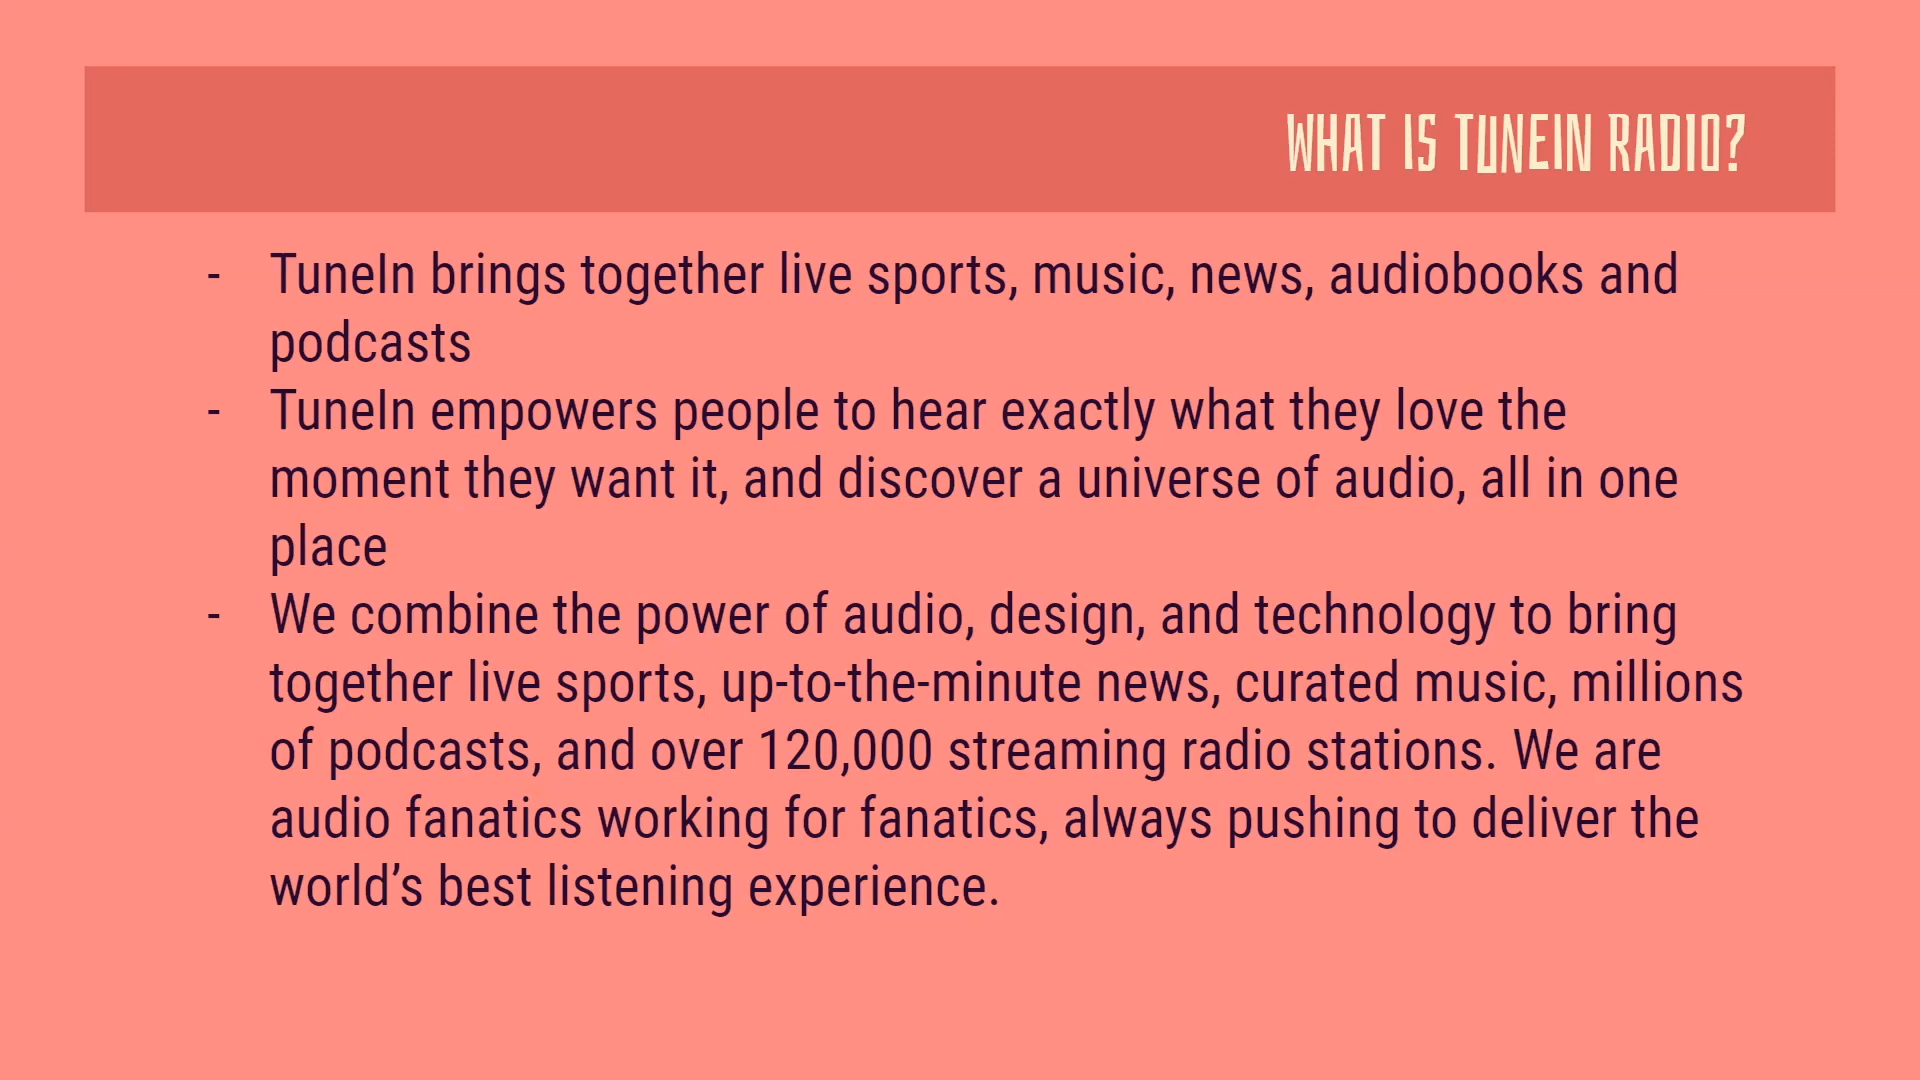 WHAT IS TUNEIN RADIO?
- TuneIn brings together live sports, music, news, audiobooks and
podcasts
- TuneIn empowers people to hear exactly what they love the
moment they want it, and discover a universe of audio, all in one
place
- We combine the power of audio, design, and technology to bring
together live sports, up-to-the-minute news, curated music, millions
of podcasts, and over 120,000 streaming radio stations. We are
audio fanatics working for fanatics, always pushing to deliver the
world’s best listening experience.